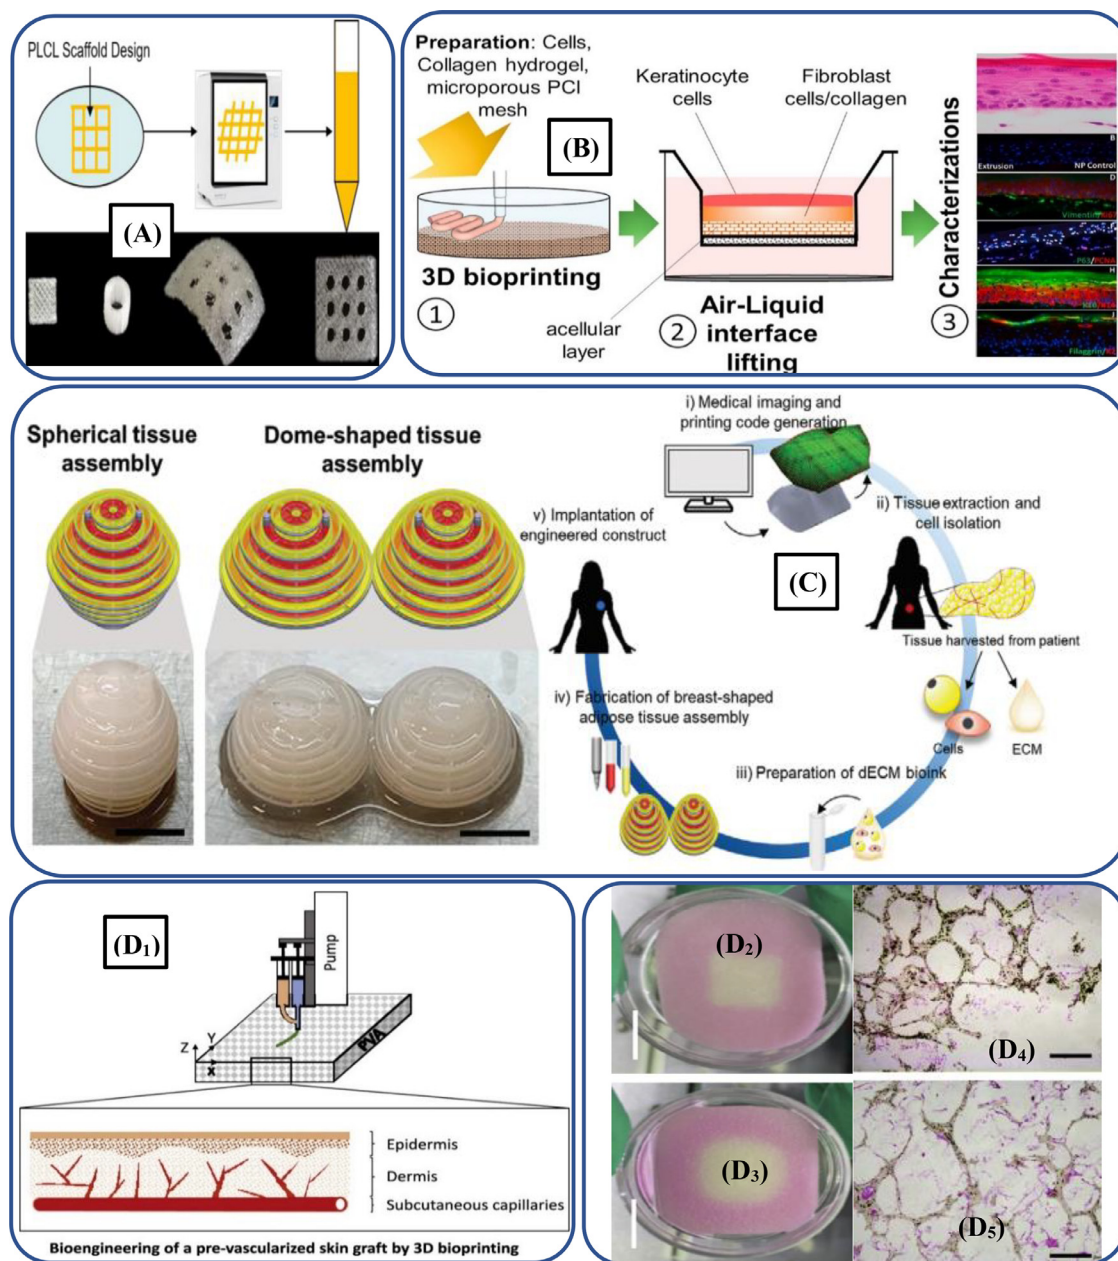 PLCL Scaffold Design
(A)
Preparation: Cells,
Collagen hydrogel,
microporous PCl
mesh
(B)
3D bioprinting
1
Keratinocyte
cells
Fibroblast
cells/collagen
acellular
layer
2
Air-Liquid
interface
lifting
3
Characterizations
B
Extrusion
NP Control
D
Vimentin
P63/PCNA
H
Filaggrin
Spherical tissue
assembly
Dome-shaped tissue
assembly
i) Medical imaging and
printing code generation
ii) Tissue extraction and
cell isolation
(C)
Tissue harvested from patient
Cells
ECM
iii) Preparation of dECM bioink
iv) Fabrication of breast-shaped
adipose tissue assembly
v) Implantation of
engineered construct
(D1)
Pump
PVA
Z
Y
X
Epidermis
Dermis
Subcutaneous capillaries
Bioengineering of a pre-vascularized skin graft by 3D bioprinting
(D2)
(D4)
(D3)
(D5)